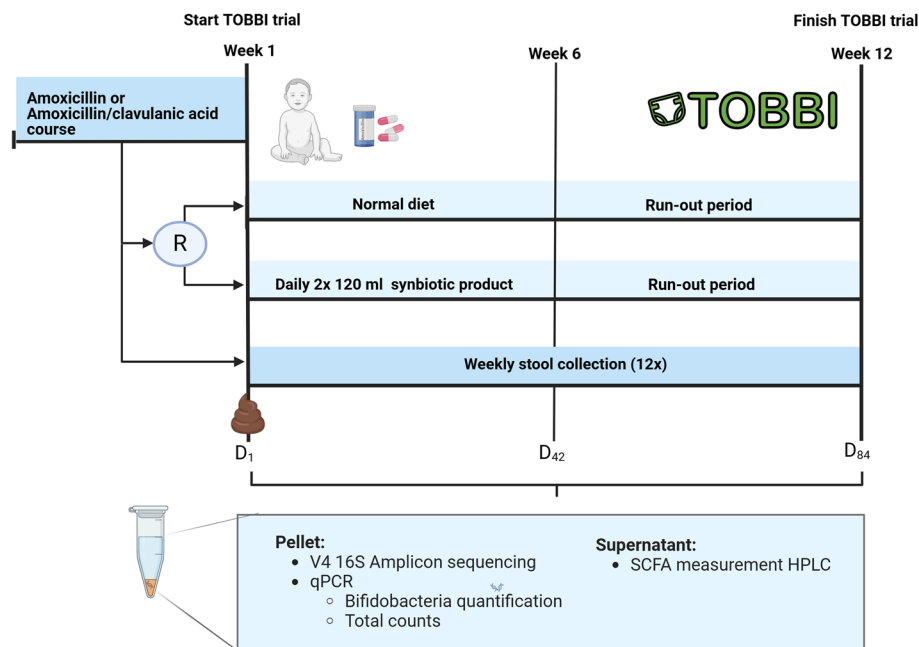 Start TOBBI trial
Finish TOBBI trial
Week 1
Week 6
Week 12
Amoxicillin or
Amoxicillin/clavulanic acid
course
TOBBI
Normal diet
Run-out period
R
Daily 2x 120 ml synbiotic product
Run-out period
Weekly stool collection (12x)
D₁
D₄₂
D₈₄
Pellet:
• V4 16S Amplicon sequencing
• qPCR
○ Bifidobacteria quantification
○ Total counts
Supernatant:
• SCFA measurement HPLC